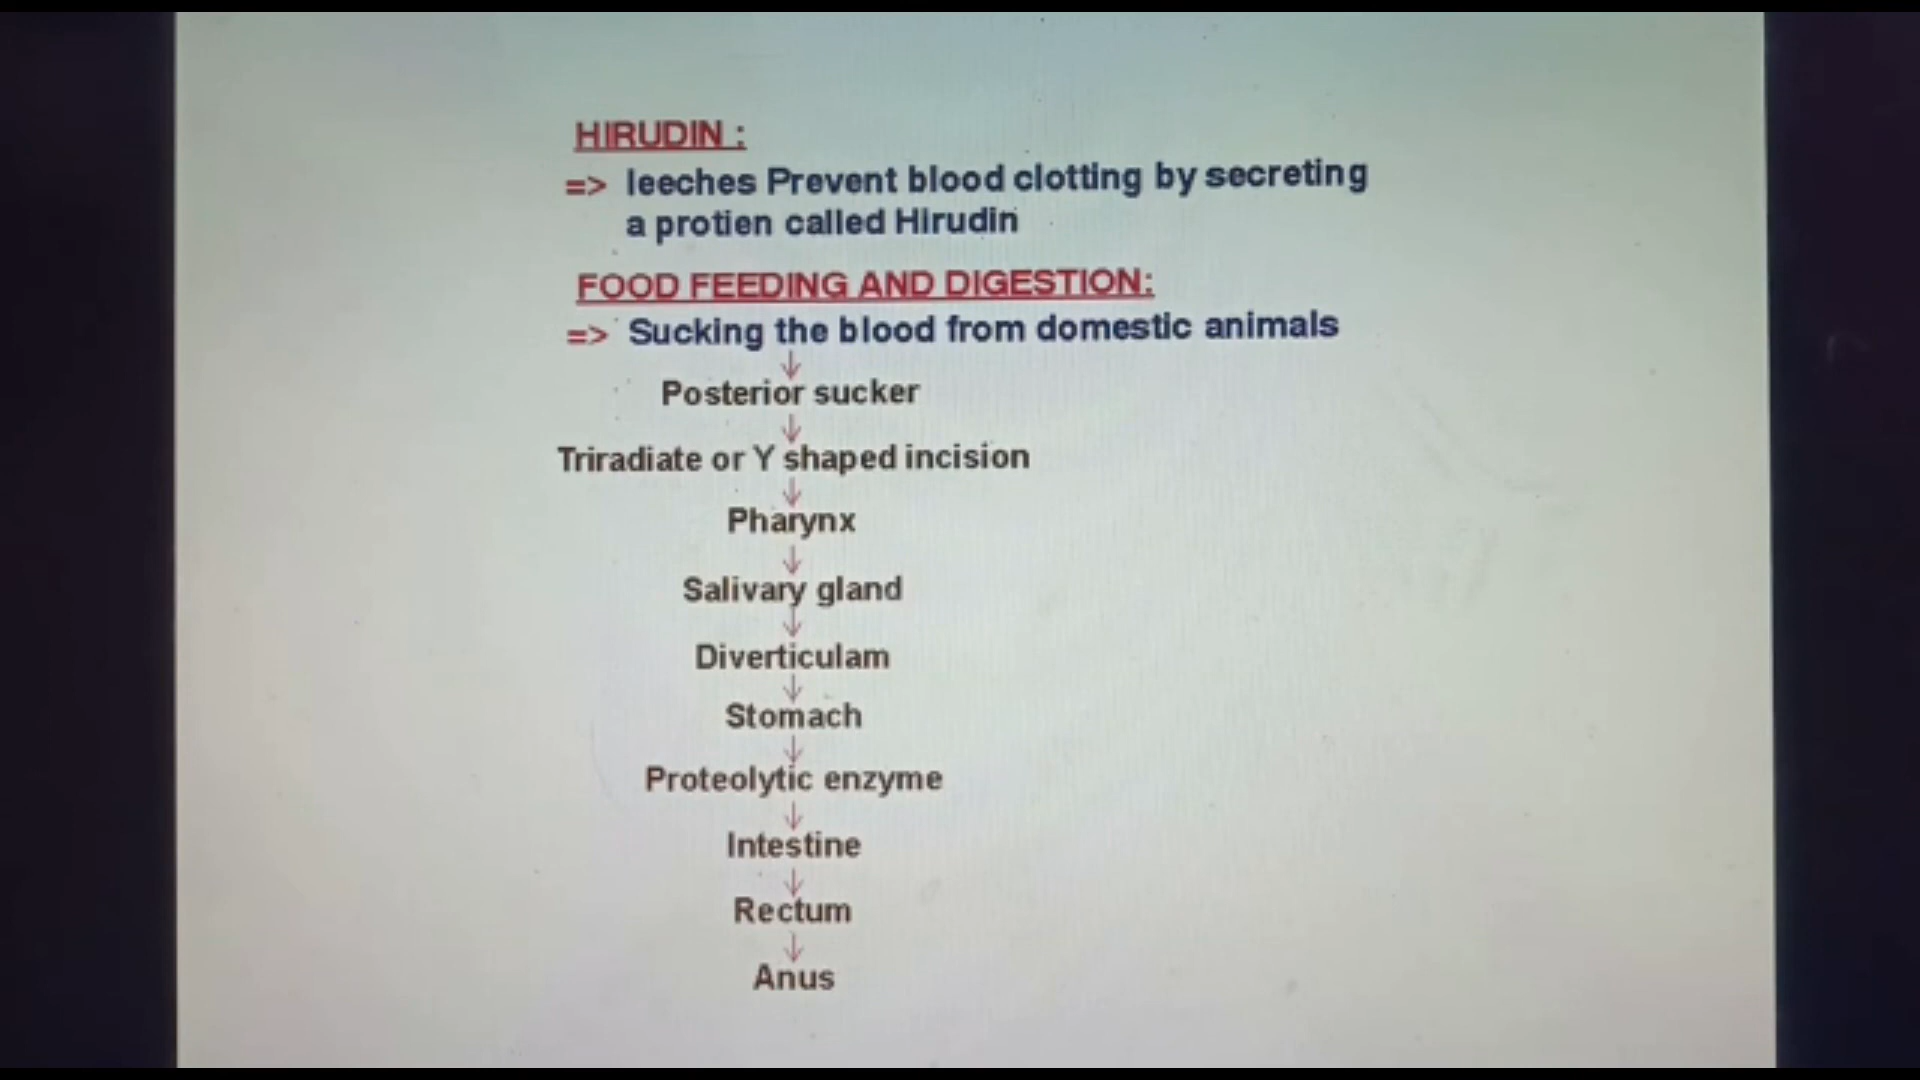 HIRUDIN :
=> leeches Prevent blood clotting by secreting
a protien called Hirudin
FOOD FEEDING AND DIGESTION:
=> Sucking the blood from domestic animals
↓
Posterior sucker
↓
Triradiate or Y shaped incision
↓
Pharynx
↓
Salivary gland
↓
Diverticulam
↓
Stomach
↓
Proteolytic enzyme
↓
Intestine
↓
Rectum
↓
Anus